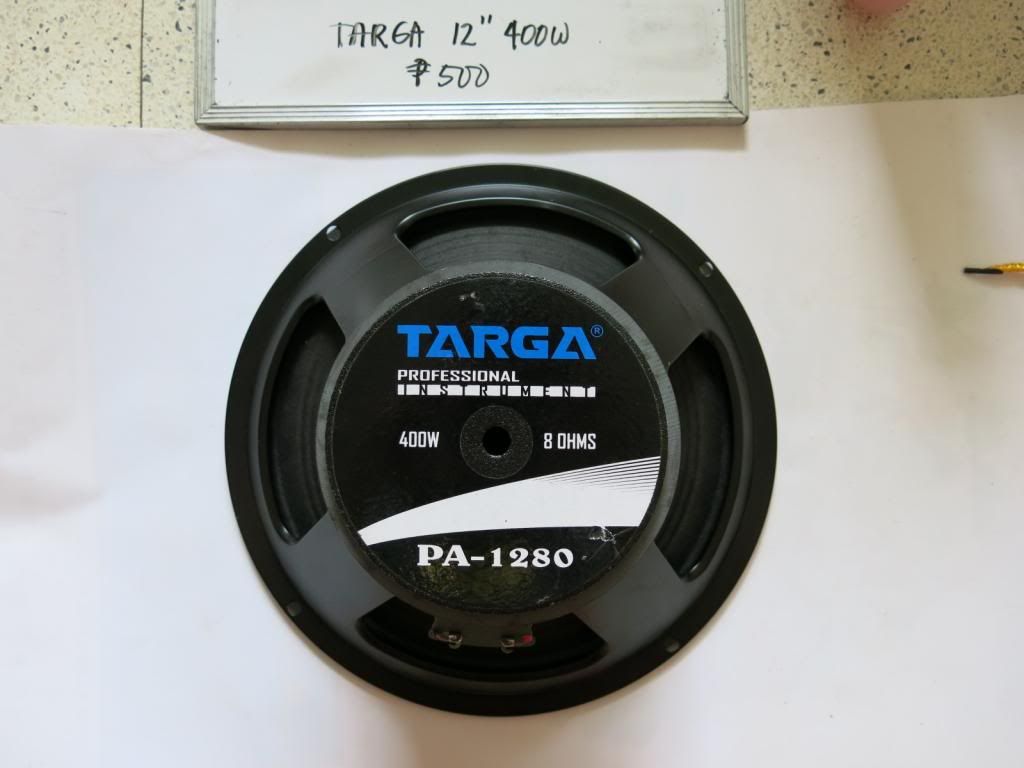 TARGA 12" 400W
₱500
TARGA®
PROFESSIONAL
INSTRUMENT
400W 8 OHMS
PA-1280